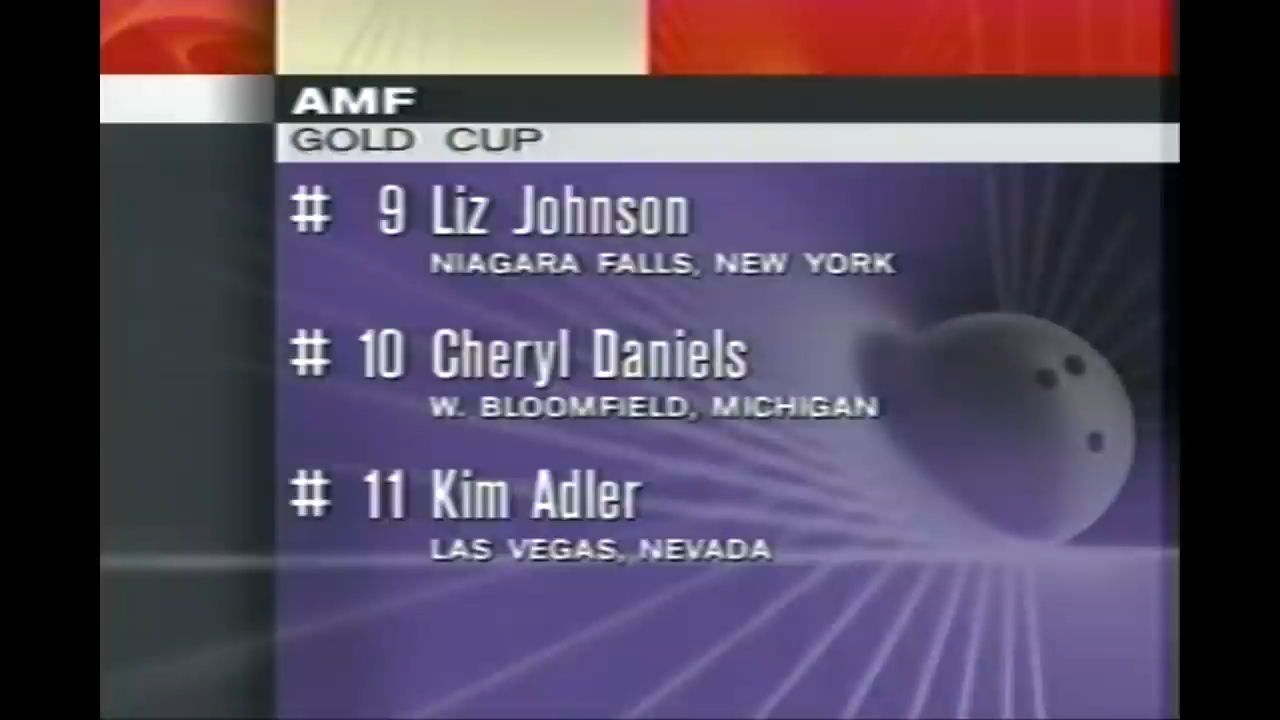 AMF
GOLD CUP
# 9 Liz Johnson
NIAGARA FALLS, NEW YORK
# 10 Cheryl Daniels
W. BLOOMFIELD, MICHIGAN
# 11 Kim Adler
LAS VEGAS, NEVADA